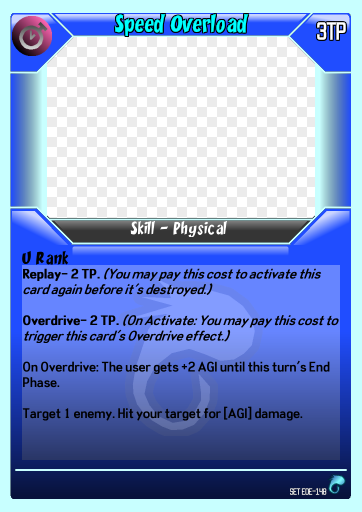 Speed Overload
3TP
Skill - Physical
U Rank
Replay- 2 TP. (You may pay this cost to activate this
card again before it's destroyed.)
Overdrive- 2 TP. (On Activate: You may pay this cost to
trigger this card's Overdrive effect.)
On Overdrive: The user gets +2 AGI until this turn's End
Phase.
Target 1 enemy. Hit your target for [AGI] damage.
SET EOE-148